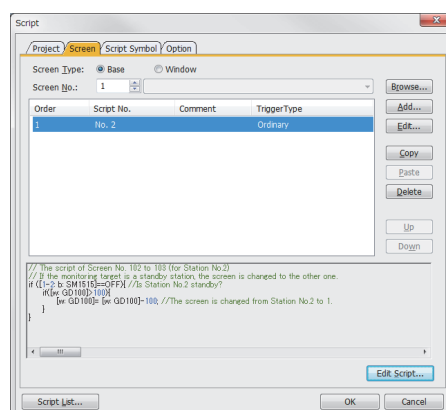 Script
Project Screen Script Symbol Option
Screen Type: Base Window
Screen No.: 1 Browse...
Order Script No. Comment TriggerType Add...
1 No. 2 Ordinary Edit...
Copy
Paste
Delete
Up
Down
// The script of Screen No. 102 to 103 (for Station No.2)
// If the monitoring target is a standby station, the screen is changed to the other one.
if ([1-2: b: SM1515]==OFF){ //Is Station No.2 standby?
if([w: GD100]>100){
[w: GD100]= [w: GD100]-100; //The screen is changed from Station No.2 to 1.
}
}
Edit Script...
Script List... OK Cancel